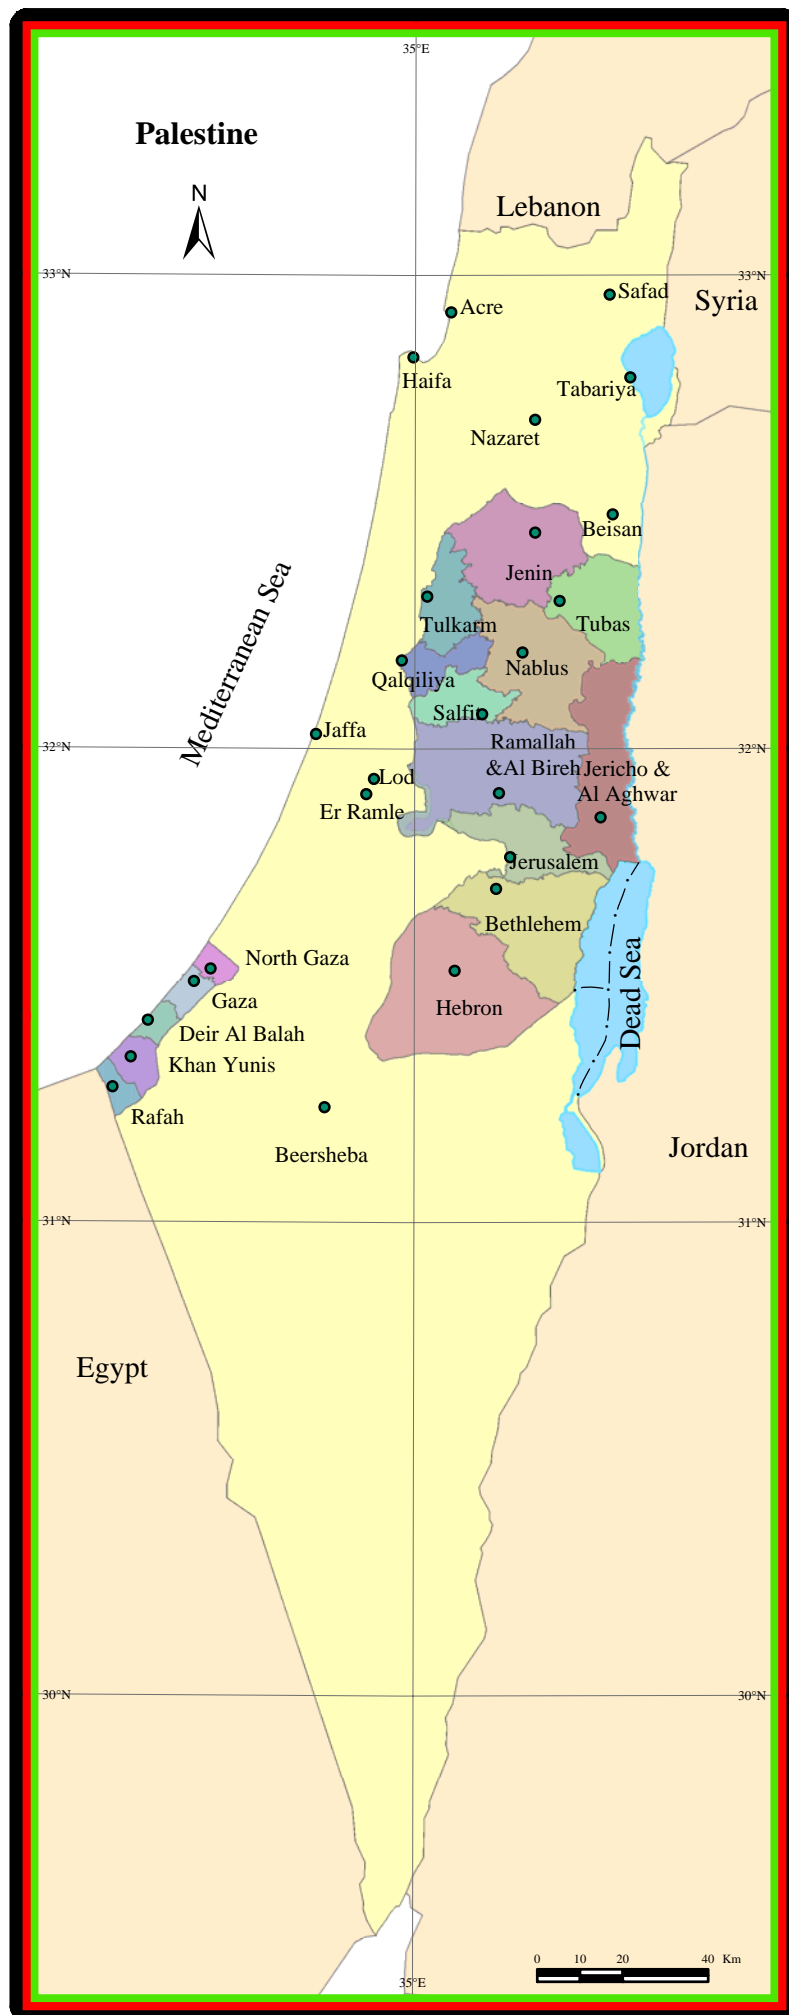 35°E
Palestine
N
Lebanon
33°N
33°N
Safad
Syria
Acre
Haifa
Tabariya
Nazaret
Beisan
Jenin
Mediterranean Sea
Tulkarm
Tubas
Nablus
Qalqiliya
Salfit
Jaffa
32°N
32°N
Ramallah
&Al Bireh
Jericho &
Al Aghwar
Lod
Er Ramle
Jerusalem
Bethlehem
Dead Sea
North Gaza
Gaza
Hebron
Deir Al Balah
Khan Yunis
Rafah
Beersheba
Jordan
31°N
31°N
Egypt
30°N
30°N
0 10 20 40 Km
35°E